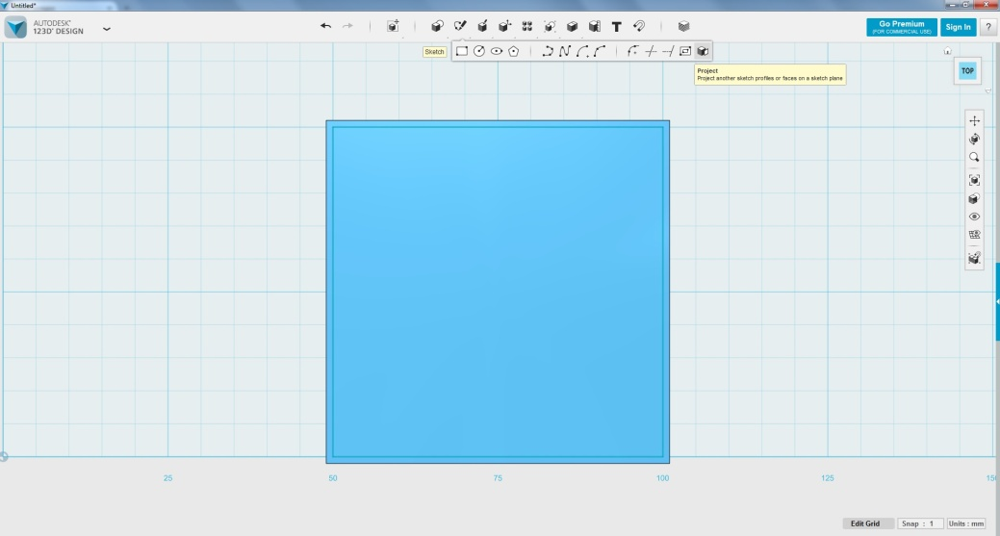 Untitled*
AUTODESK®
123D® DESIGN
Go Premium
(FOR COMMERCIAL USE)
Sign In
?
Sketch
T
TOP
Project
Project another sketch profiles or faces on a sketch plane
25
50
75
100
125
Edit Grid
Snap : 1
Units : mm